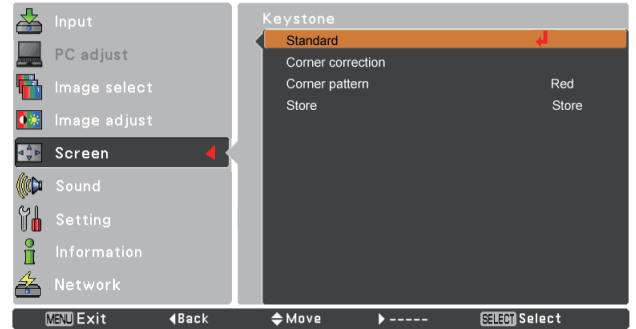 Input
PC adjust
Image select
Image adjust
Screen
Sound
Setting
Information
Network
Keystone
Standard
Corner correction
Corner pattern Red
Store Store
MENU Exit Back Move ----- SELECT Select